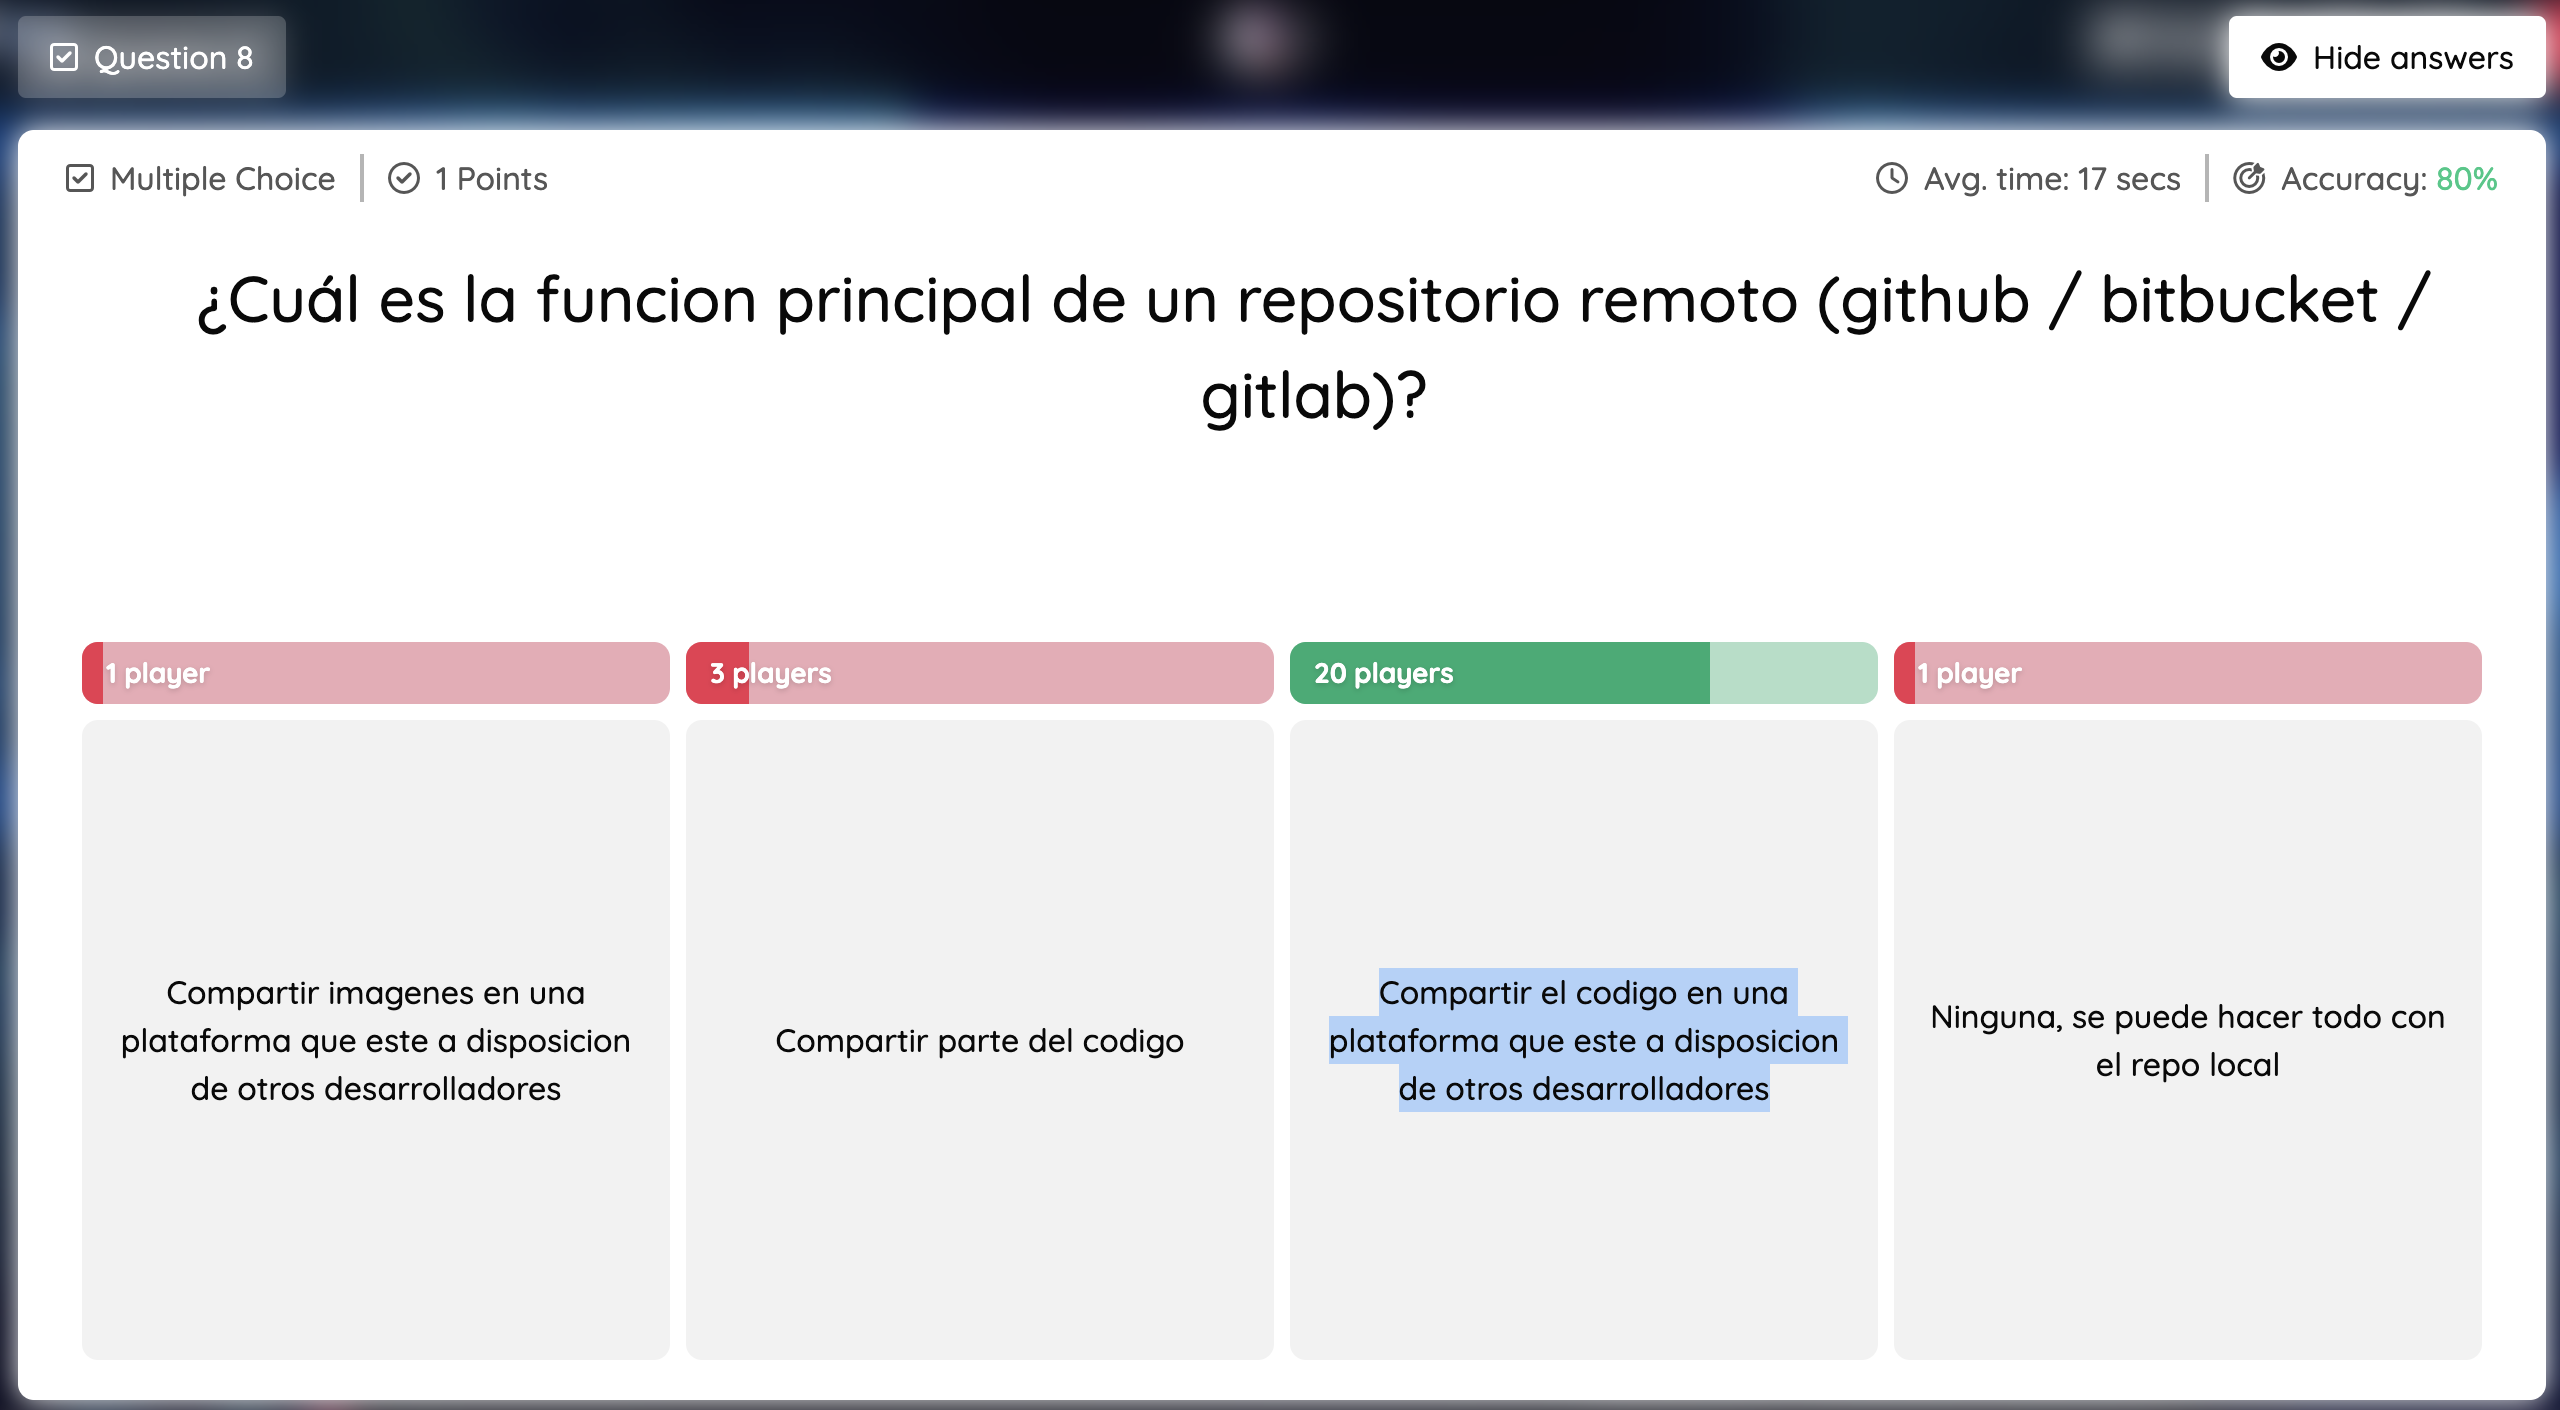 Question 8
Hide answers
Multiple Choice
1 Points
Avg. time: 17 secs
Accuracy: 80%
¿Cuál es la funcion principal de un repositorio remoto (github / bitbucket /
gitlab)?
1 player
3 players
20 players
1 player
Compartir imagenes en una
plataforma que este a disposicion
de otros desarrolladores
Compartir parte del codigo
Compartir el codigo en una
plataforma que este a disposicion
de otros desarrolladores
Ninguna, se puede hacer todo con
el repo local